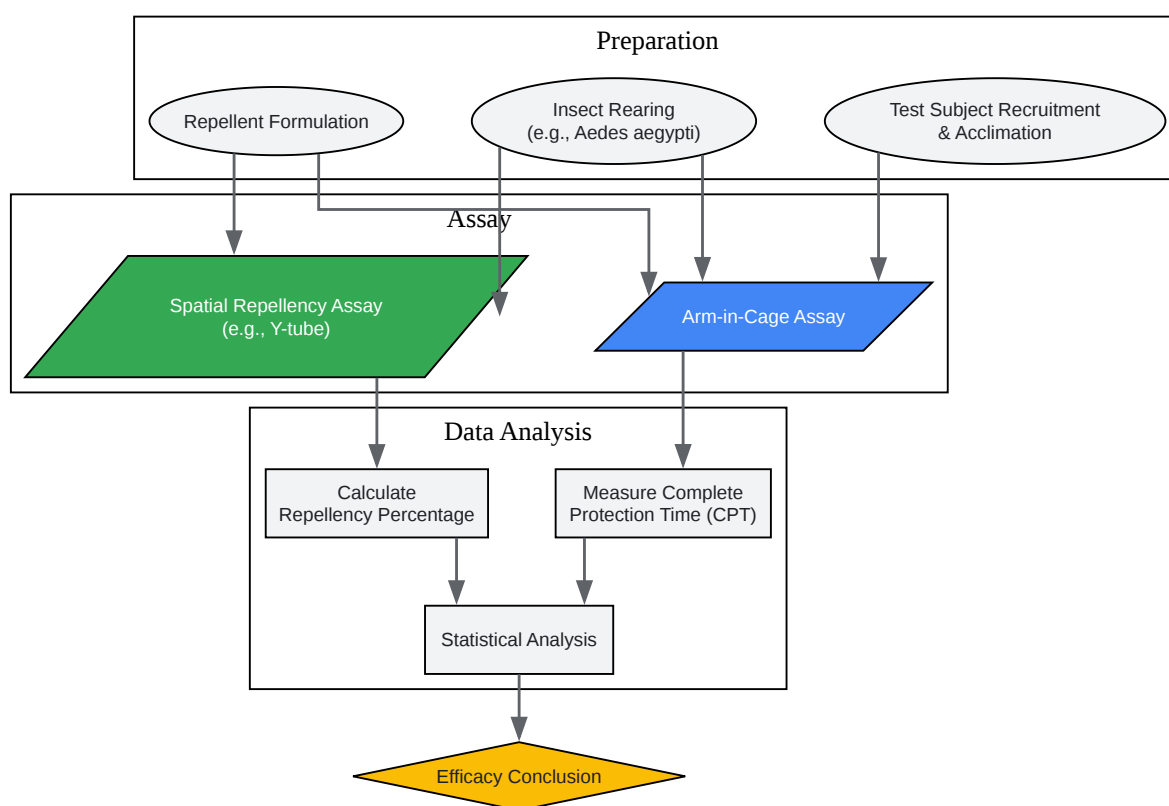 Preparation
Repellent Formulation
Insect Rearing
(e.g., Aedes aegypti)
Test Subject Recruitment
& Acclimation
Assay
Spatial Repellency Assay
(e.g., Y-tube)
Arm-in-Cage Assay
Data Analysis
Calculate
Repellency Percentage
Measure Complete
Protection Time (CPT)
Statistical Analysis
Efficacy Conclusion